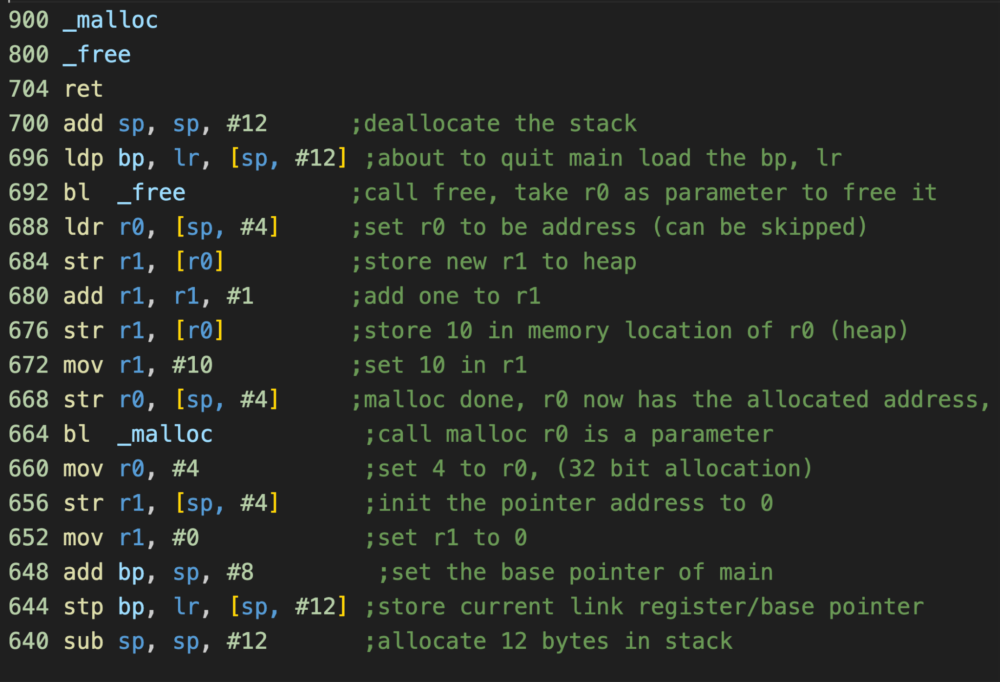 900 _malloc
800 _free
704 ret
700 add sp, sp, #12 ;deallocate the stack
696 ldp bp, lr, [sp, #12] ;about to quit main load the bp, lr
692 bl _free ;call free, take r0 as parameter to free it
688 ldr r0, [sp, #4] ;set r0 to be address (can be skipped)
684 str r1, [r0] ;store new r1 to heap
680 add r1, r1, #1 ;add one to r1
676 str r1, [r0] ;store 10 in memory location of r0 (heap)
672 mov r1, #10 ;set 10 in r1
668 str r0, [sp, #4] ;malloc done, r0 now has the allocated address,
664 bl _malloc ;call malloc r0 is a parameter
660 mov r0, #4 ;set 4 to r0, (32 bit allocation)
656 str r1, [sp, #4] ;init the pointer address to 0
652 mov r1, #0 ;set r1 to 0
648 add bp, sp, #8 ;set the base pointer of main
644 stp bp, lr, [sp, #12] ;store current link register/base pointer
640 sub sp, sp, #12 ;allocate 12 bytes in stack